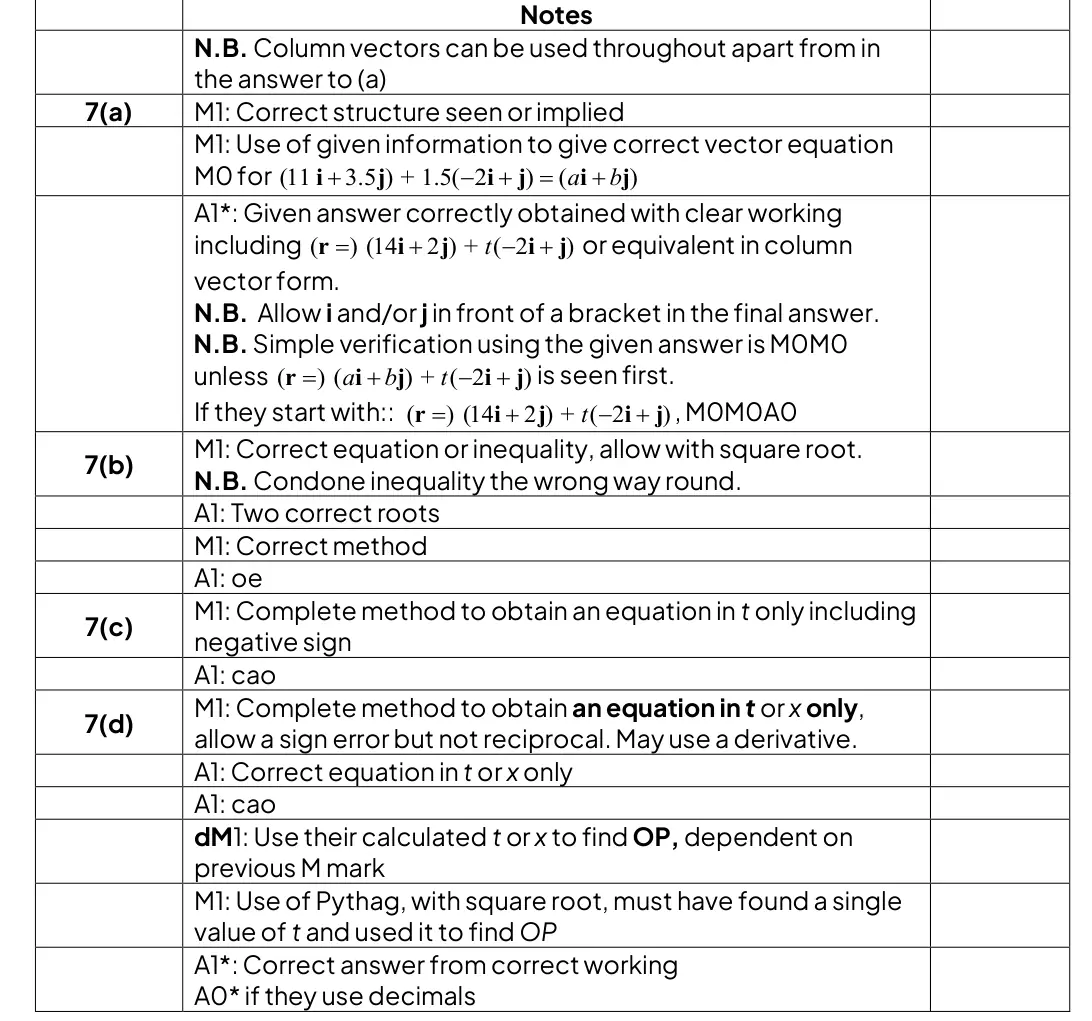 Notes
N.B. Column vectors can be used throughout apart from in
the answer to (a)
7(a)
M1: Correct structure seen or implied
M1: Use of given information to give correct vector equation
M0 for (11 i + 3.5j) + 1.5(−2i + j) = (ai + bj)
A1*: Given answer correctly obtained with clear working
including (r =) (14i + 2j) + t(−2i + j) or equivalent in column
vector form.
N.B. Allow i and/or j in front of a bracket in the final answer.
N.B. Simple verification using the given answer is M0M0
unless (r =) (ai + bj) + t(−2i + j) is seen first.
If they start with:: (r =) (14i + 2j) + t(−2i + j) , M0M0A0
7(b)
M1: Correct equation or inequality, allow with square root.
N.B. Condone inequality the wrong way round.
A1: Two correct roots
M1: Correct method
A1: oe
7(c)
M1: Complete method to obtain an equation in t only including
negative sign
A1: cao
7(d)
M1: Complete method to obtain an equation in t or x only,
allow a sign error but not reciprocal. May use a derivative.
A1: Correct equation in t or x only
A1: cao
dM1: Use their calculated t or x to find OP, dependent on
previous M mark
M1: Use of Pythag, with square root, must have found a single
value of t and used it to find OP
A1*: Correct answer from correct working
A0* if they use decimals